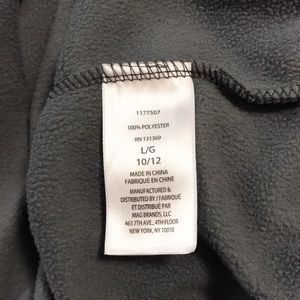 1177507
100% POLYESTER
RN 131369
L/G
10/12
MADE IN CHINA
FABRIQUÉ EN CHINE
MANUFACTURED &
DISTRIBUTED BY / FABRIQUÉ
ET DISTRIBUÉ PAR
MAG BRANDS, LLC
463 7TH AVE., 4TH FLOOR
NEW YORK, NY 10018